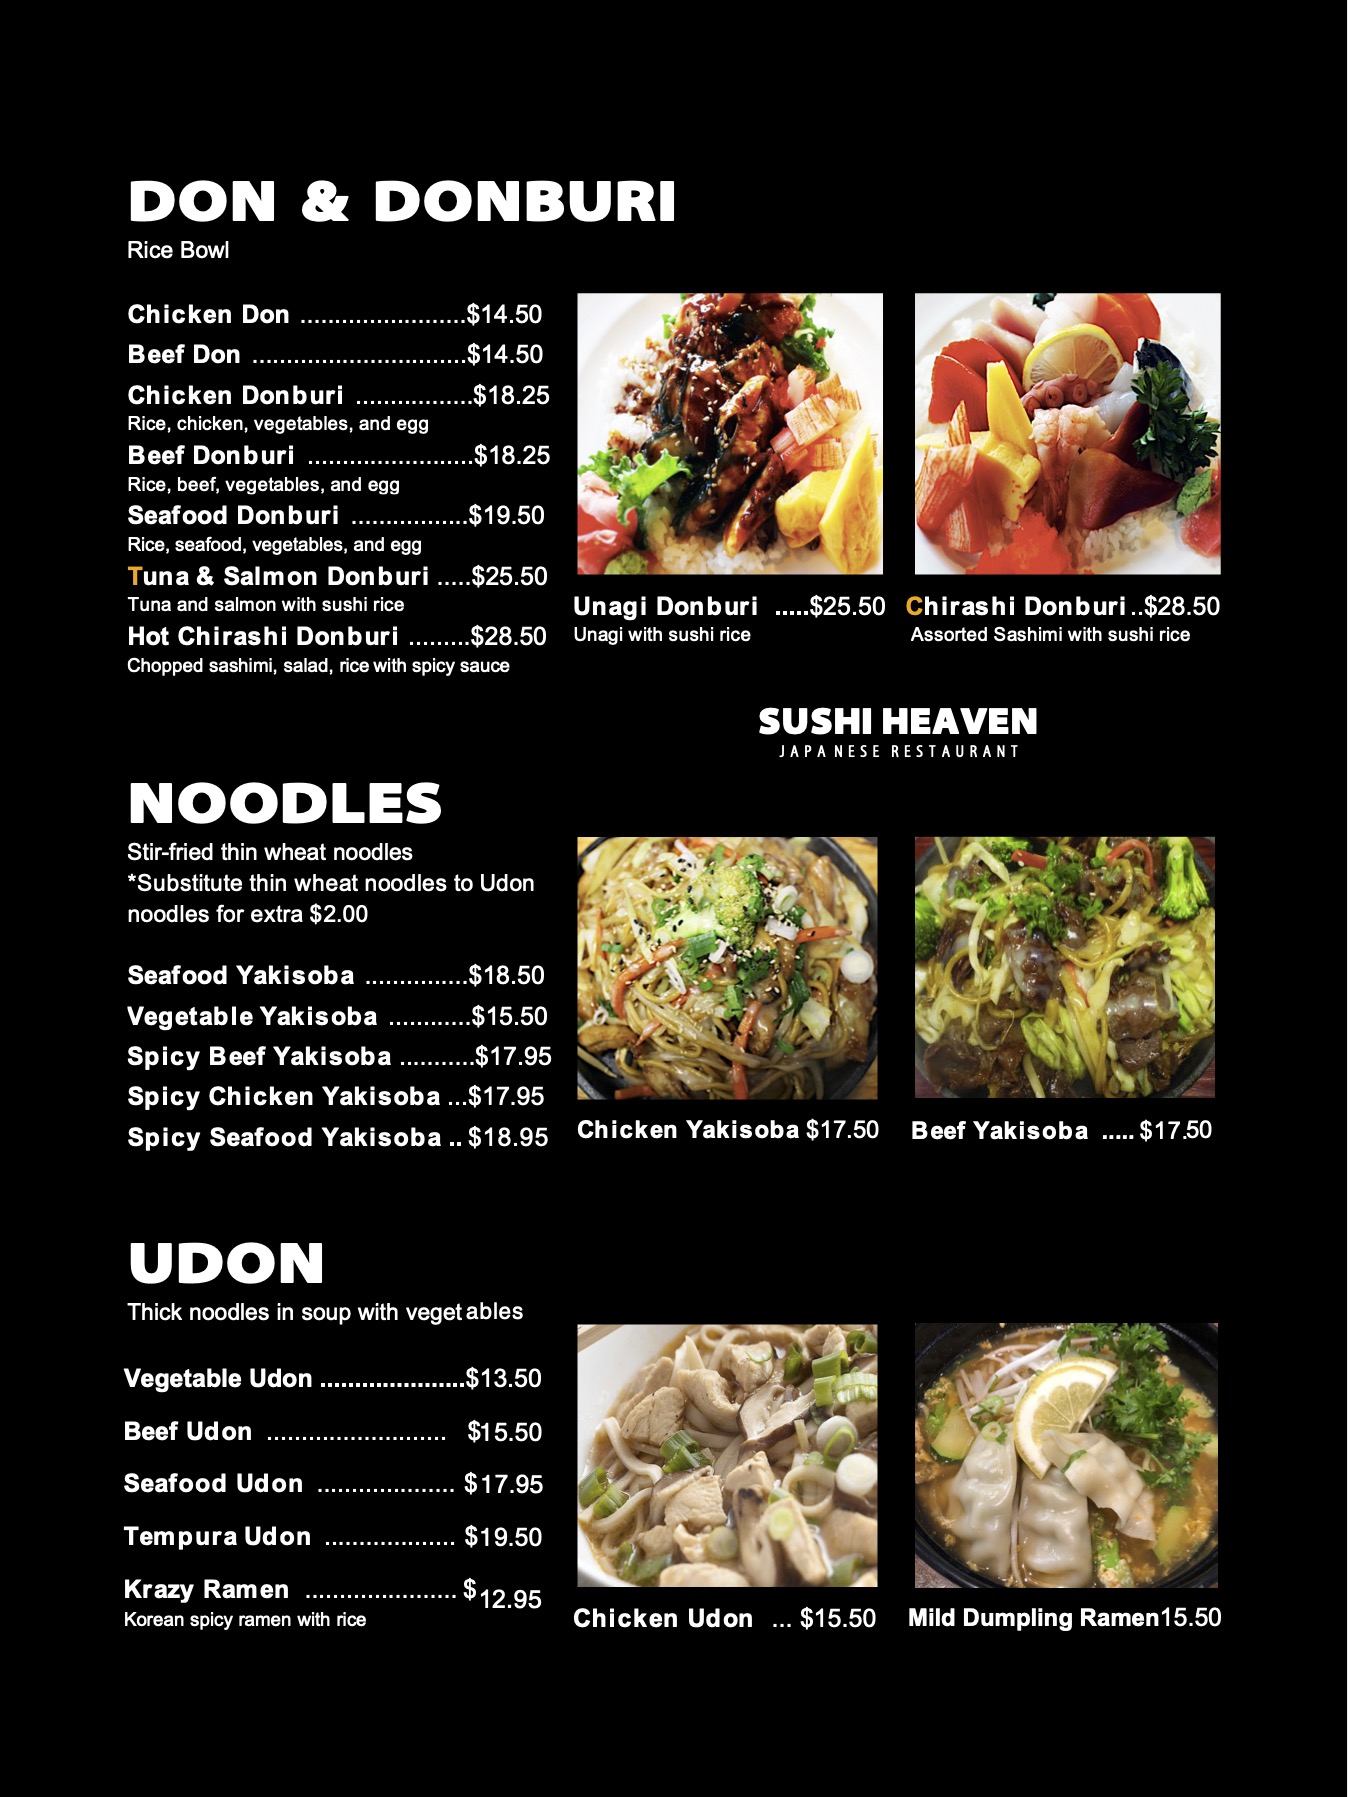 DON & DONBURI
Rice Bowl
Chicken Don ........................$14.50
Beef Don ...............................$14.50
Chicken Donburi .................$18.25
Rice, chicken, vegetables, and egg
Beef Donburi ........................$18.25
Rice, beef, vegetables, and egg
Seafood Donburi .................$19.50
Rice, seafood, vegetables, and egg
Tuna & Salmon Donburi .....$25.50
Tuna and salmon with sushi rice
Hot Chirashi Donburi .........$28.50
Chopped sashimi, salad, rice with spicy sauce
Unagi Donburi .....$25.50
Unagi with sushi rice
Chirashi Donburi ..$28.50
Assorted Sashimi with sushi rice
SUSHI HEAVEN
JAPANESE RESTAURANT
NOODLES
Stir-fried thin wheat noodles
*Substitute thin wheat noodles to Udon
noodles for extra $2.00
Seafood Yakisoba ...............$18.50
Vegetable Yakisoba ............$15.50
Spicy Beef Yakisoba ...........$17.95
Spicy Chicken Yakisoba ...$17.95
Spicy Seafood Yakisoba .. $18.95
Chicken Yakisoba $17.50
Beef Yakisoba ..... $17.50
UDON
Thick noodles in soup with vegetables
Vegetable Udon .....................$13.50
Beef Udon .......................... $15.50
Seafood Udon .................... $17.95
Tempura Udon ................... $19.50
Krazy Ramen ...................... $12.95
Korean spicy ramen with rice
Chicken Udon ... $15.50
Mild Dumpling Ramen15.50